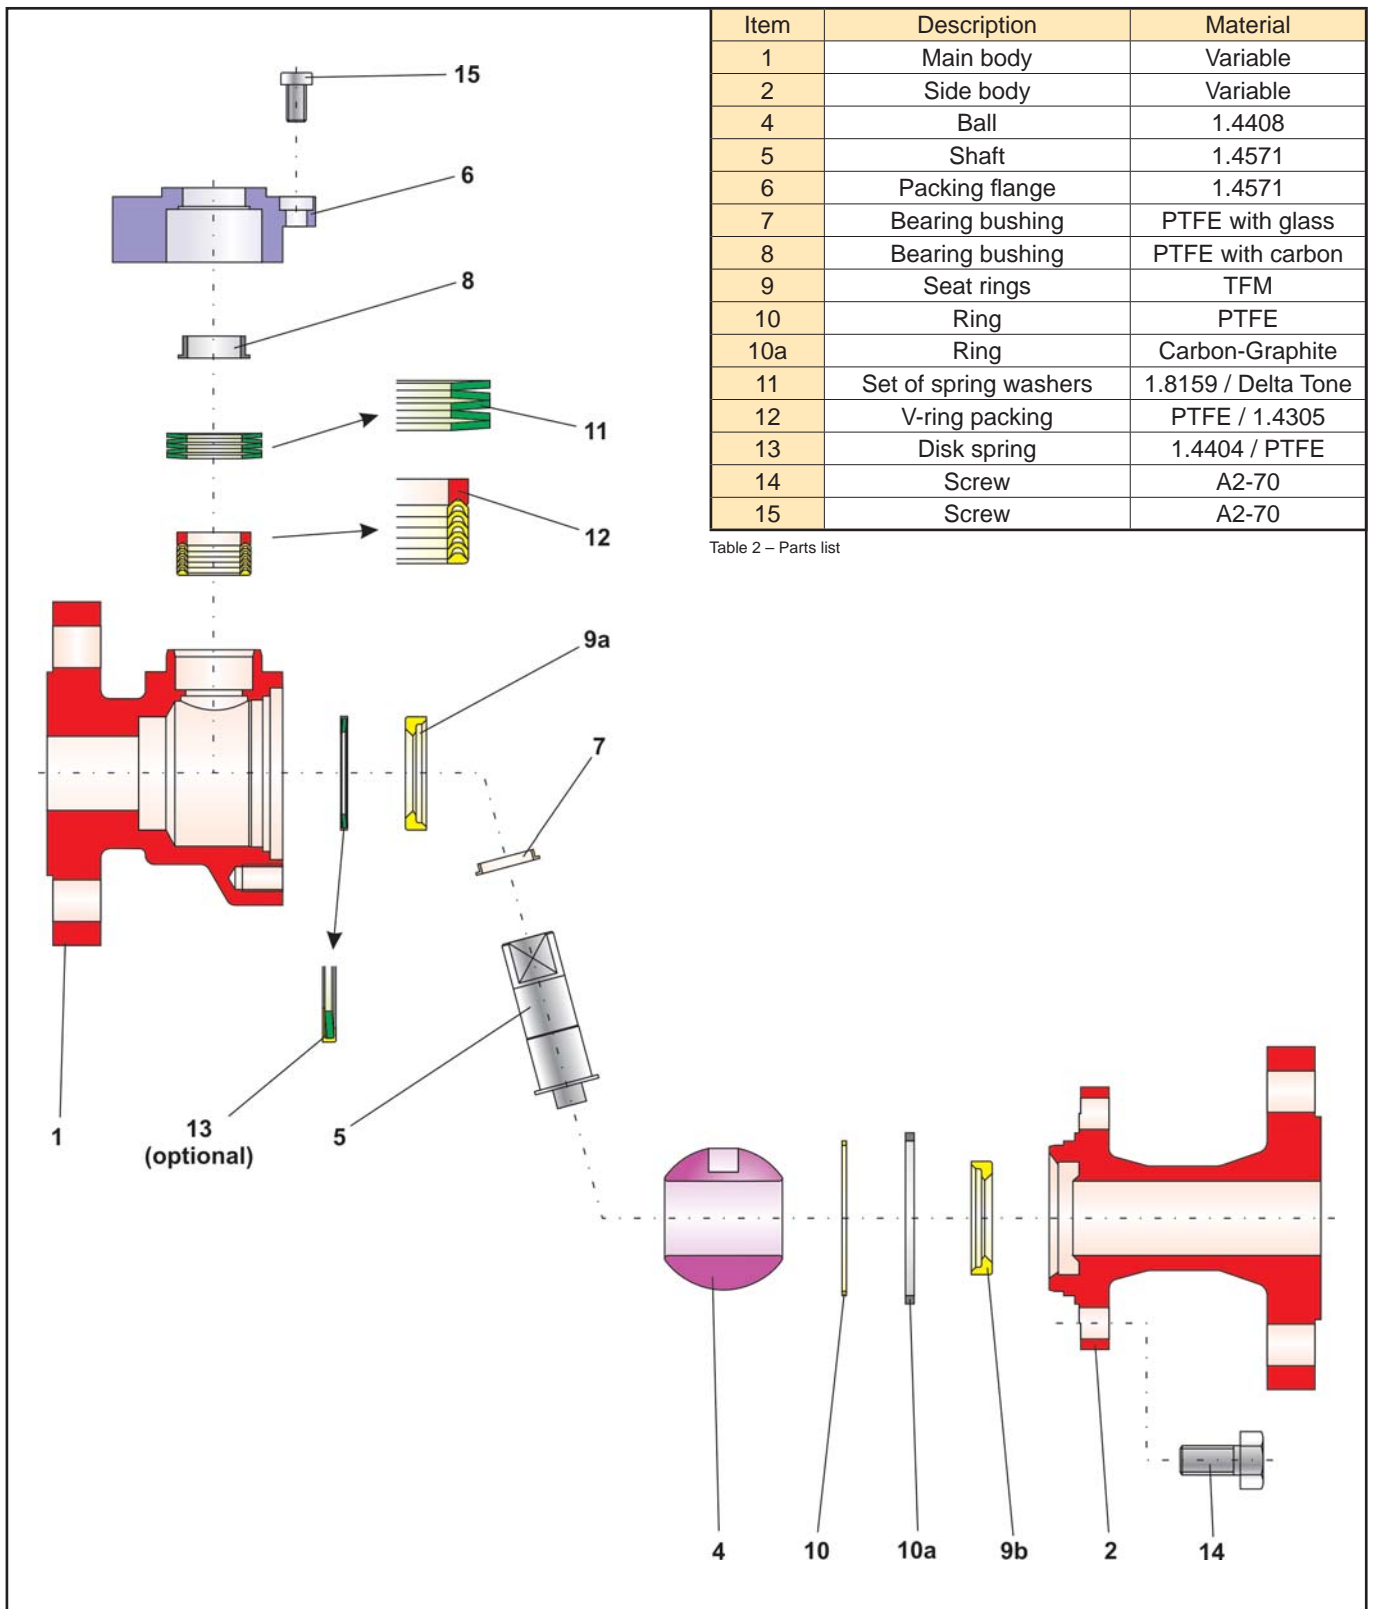 Item Description Material
1 Main body Variable
2 Side body Variable
4 Ball 1.4408
5 Shaft 1.4571
6 Packing flange 1.4571
7 Bearing bushing PTFE with glass
8 Bearing bushing PTFE with carbon
9 Seat rings TFM
10 Ring PTFE
10a Ring Carbon-Graphite
11 Set of spring washers 1.8159 / Delta Tone
12 V-ring packing PTFE / 1.4305
13 Disk spring 1.4404 / PTFE
14 Screw A2-70
15 Screw A2-70
Table 2 – Parts list
15
6
8
11
12
9a
7
1
13
(optional)
5
4
10
10a
9b
2
14